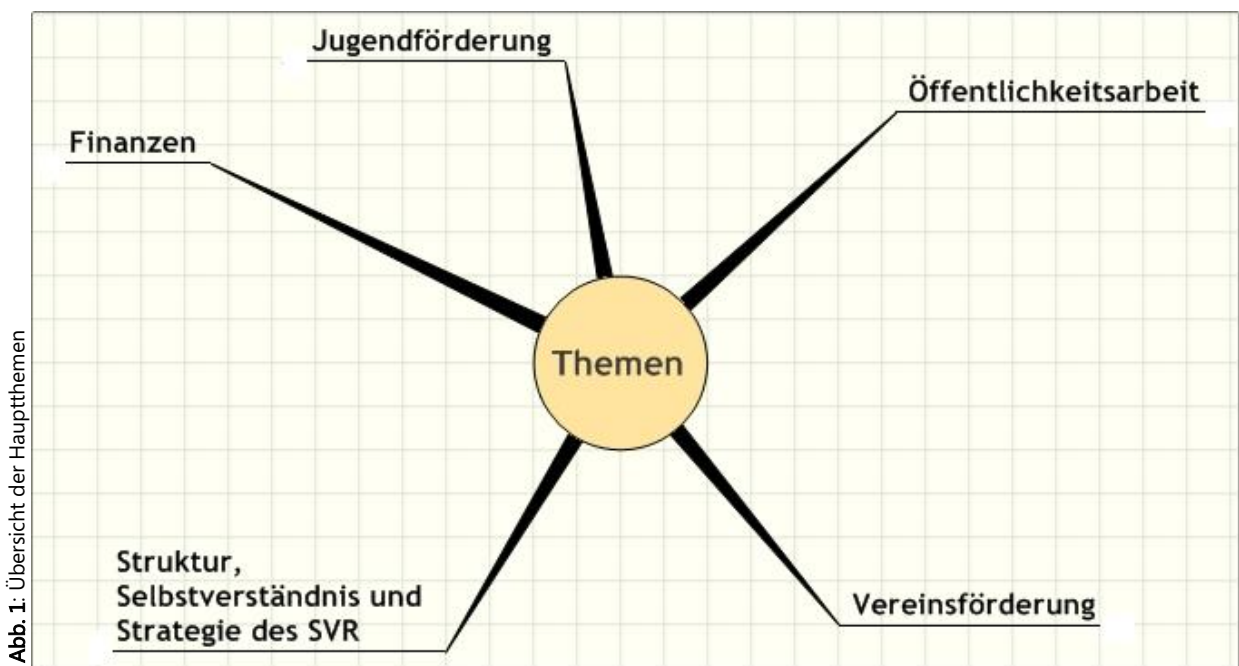 Jugendförderung
Öffentlichkeitsarbeit
Finanzen
Themen
Struktur,
Selbstverständnis und
Strategie des SVR
Vereinsförderung
Abb. 1: Übersicht der Hauptthemen